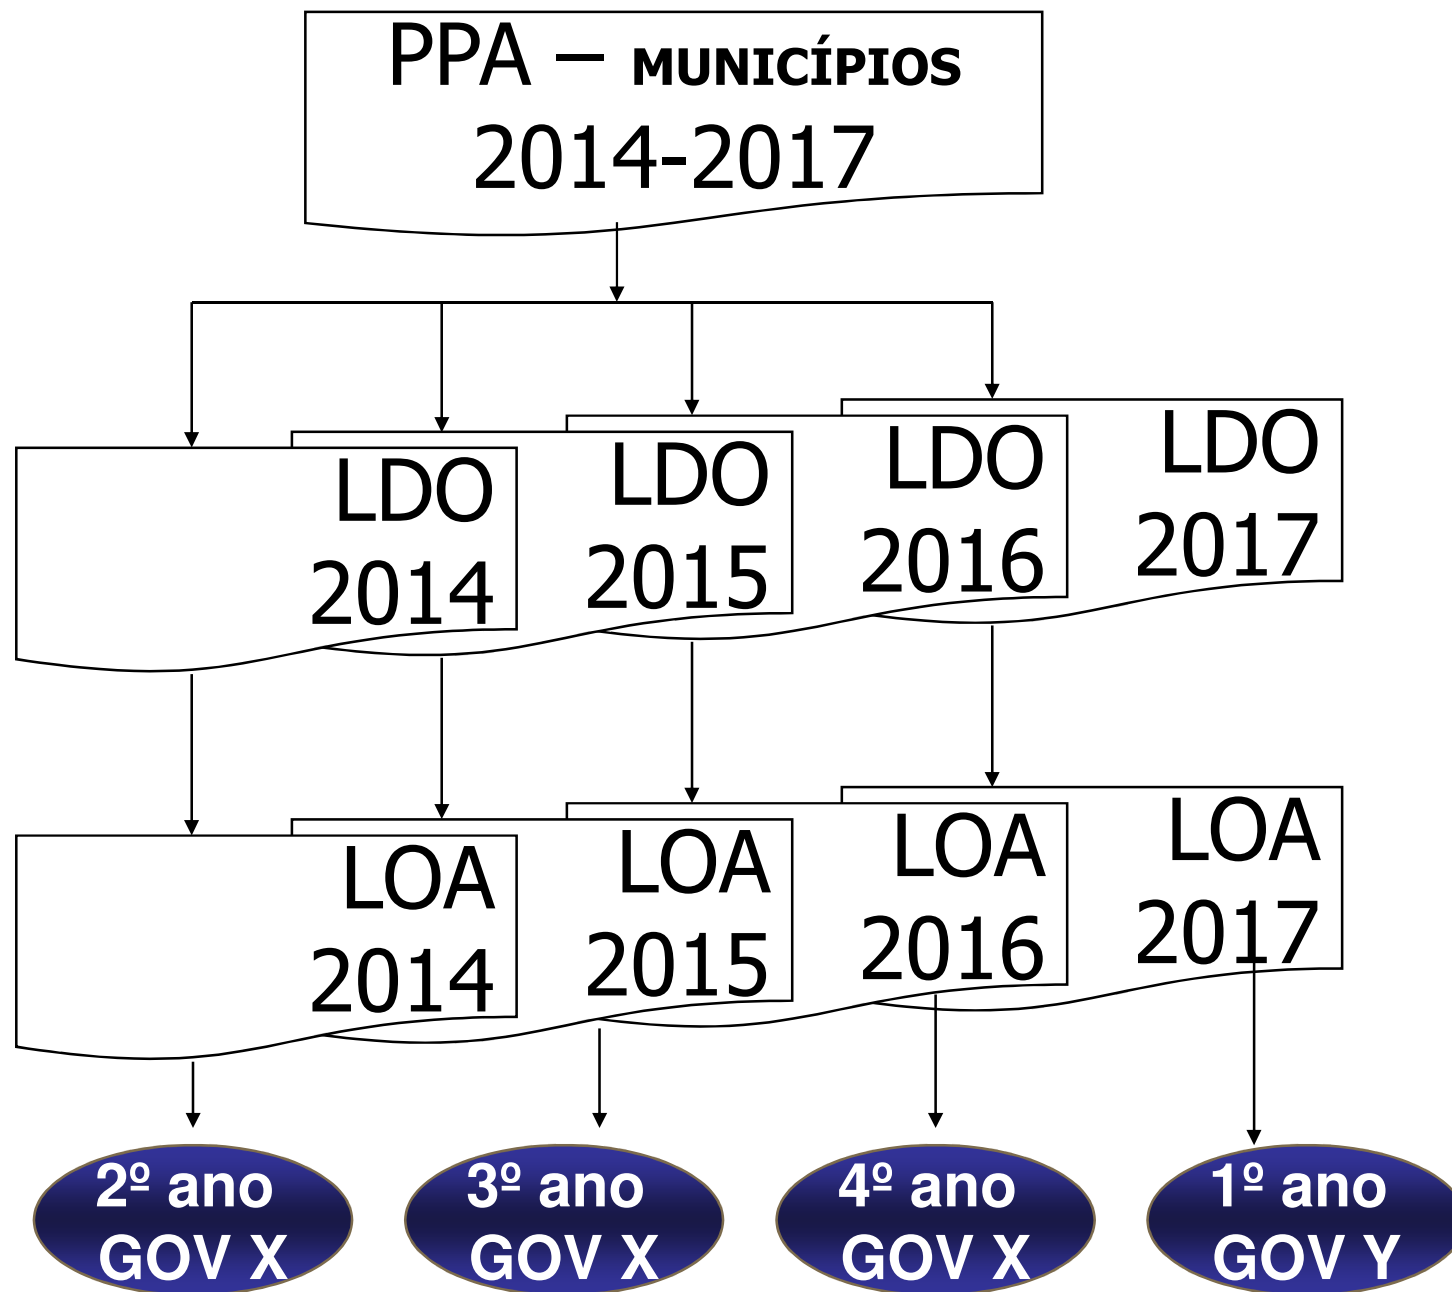 PPA – MUNICÍPIOS
2014-2017
LDO
2014
LDO
2015
LDO
2016
LDO
2017
LOA
2014
LOA
2015
LOA
2016
LOA
2017
2º ano
GOV X
3º ano
GOV X
4º ano
GOV X
1º ano
GOV Y